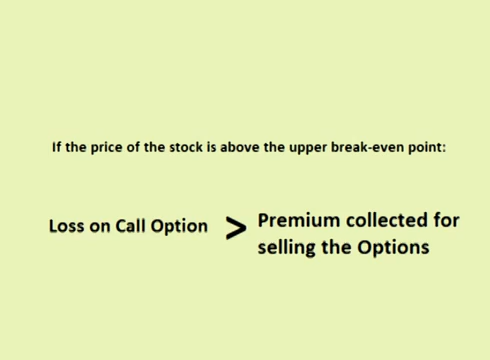 If the price of the stock is above the upper break-even point:
Loss on Call Option > Premium collected for
selling the Options